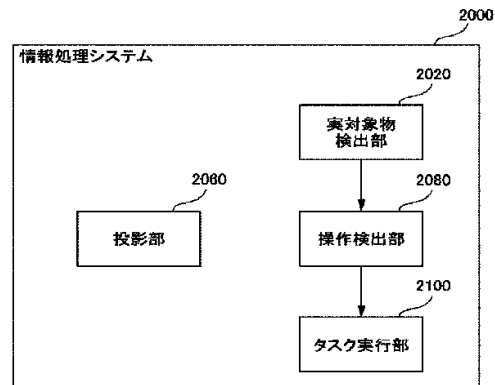 2000
情報処理システム
2020
実対象物
検出部
2060
投影部
2080
操作検出部
2100
タスク実行部